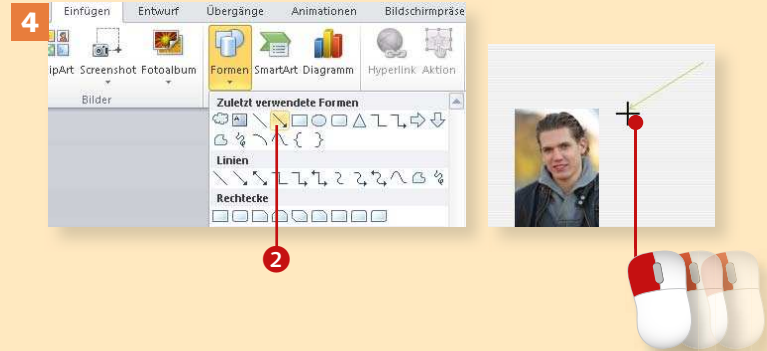 4
Einfügen Entwurf Übergänge Animationen Bildschirmpräse
ipArt Screenshot Fotoalbum Formen SmartArt Diagramm Hyperlink Aktion
Bilder
Zuletzt verwendete Formen
Linien
Rechtecke
2